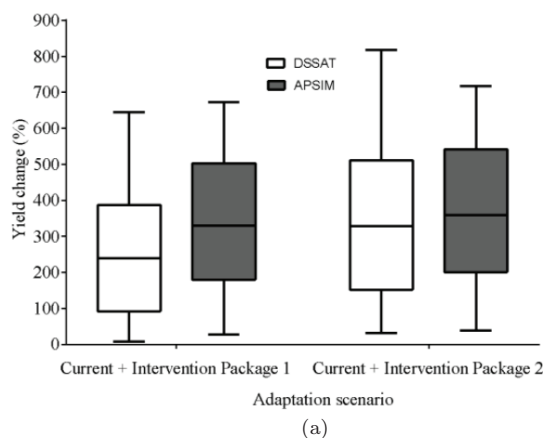 900
800
700
600
500
400
300
200
100
0
Yield change (%)
DSSAT
APSIM
Current + Intervention Package 1
Current + Intervention Package 2
Adaptation scenario
(a)